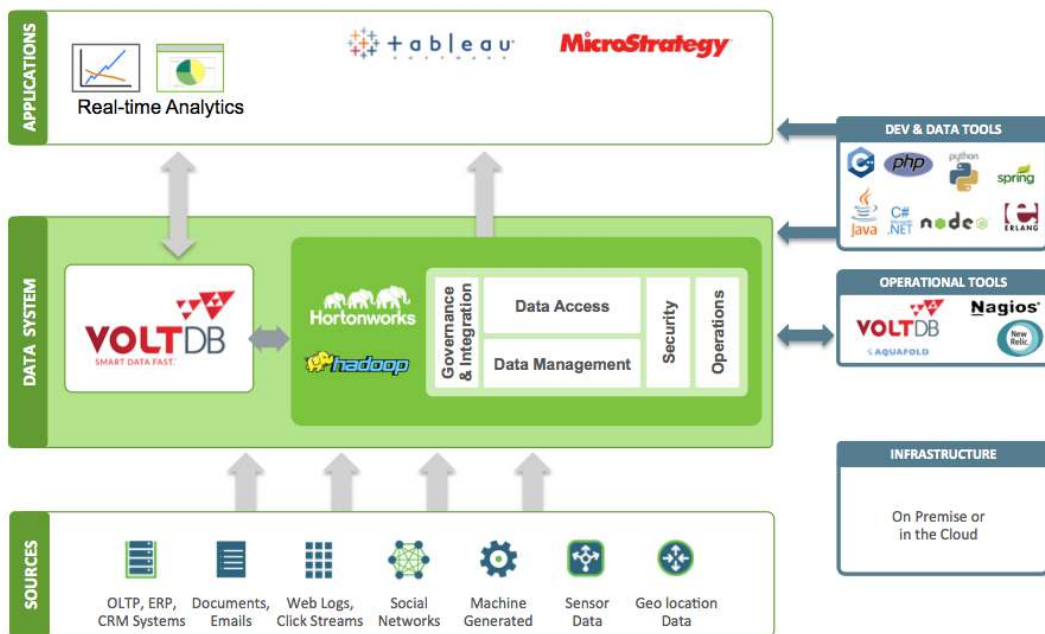 APPLICATIONS
Real-time Analytics
+ a b l e a u
S O F T W A R E
MicroStrategy
DATA SYSTEM
VOLTDB
SMART DATA FAST.
Hortonworks
hadoop
Governance
& Integration
Data Access
Data Management
Security
Operations
SOURCES
OLTP, ERP,
CRM Systems
Documents,
Emails
Web Logs,
Click Streams
Social
Networks
Machine
Generated
Sensor
Data
Geo location
Data
DEV & DATA TOOLS
C++
php
python
spring
Java
C#
.NET
node
ERLANG
OPERATIONAL TOOLS
VOLTDB
AQUAFOLD
Nagios®
New
Relic.
INFRASTRUCTURE
On Premise or
in the Cloud